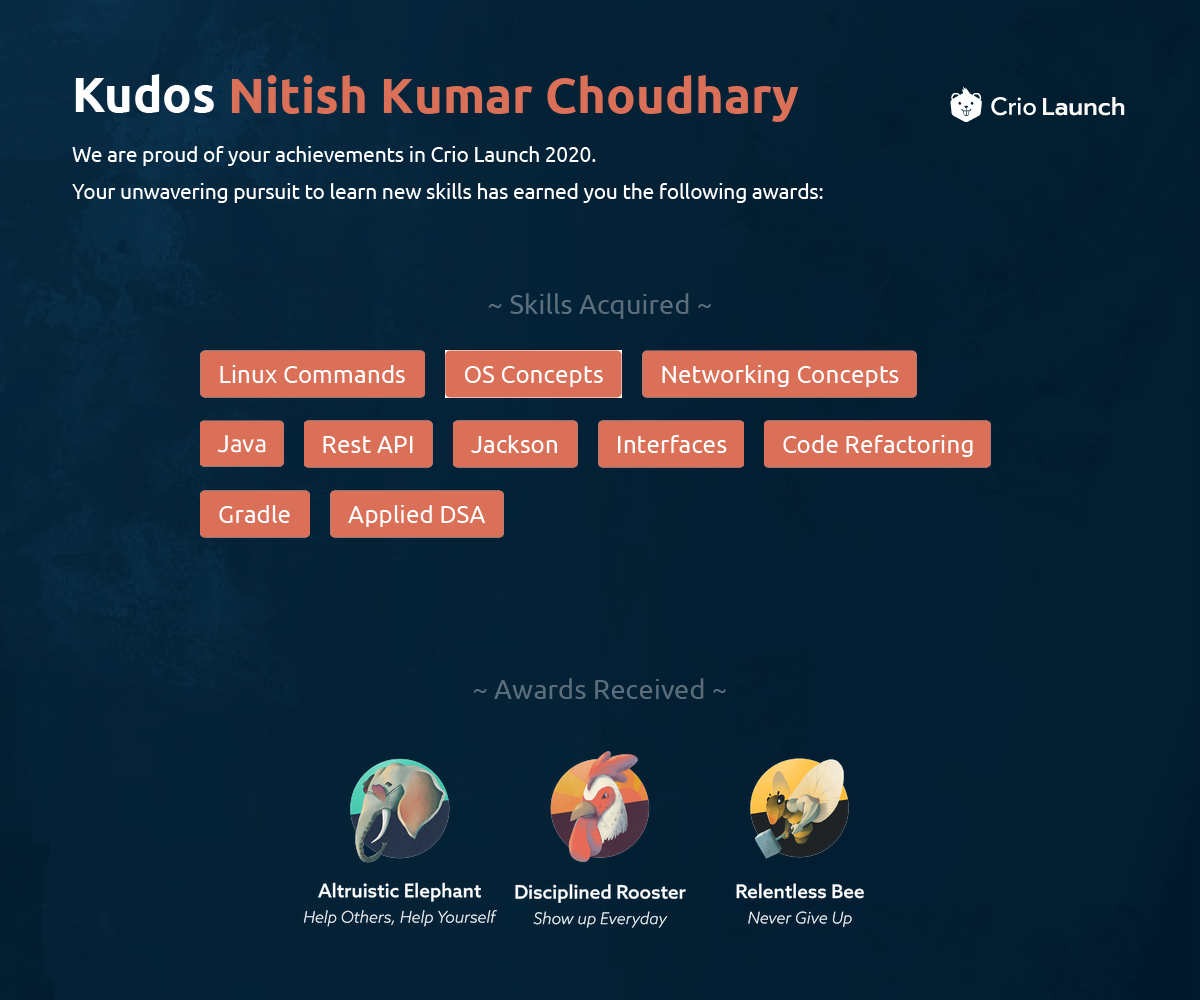 Kudos Nitish Kumar Choudhary
Crio Launch
We are proud of your achievements in Crio Launch 2020.
Your unwavering pursuit to learn new skills has earned you the following awards:
~ Skills Acquired ~
Linux Commands OS Concepts Networking Concepts
Java Rest API Jackson Interfaces Code Refactoring
Gradle Applied DSA
~ Awards Received ~
Altruistic Elephant Disciplined Rooster Relentless Bee
Help Others, Help Yourself Show up Everyday Never Give Up